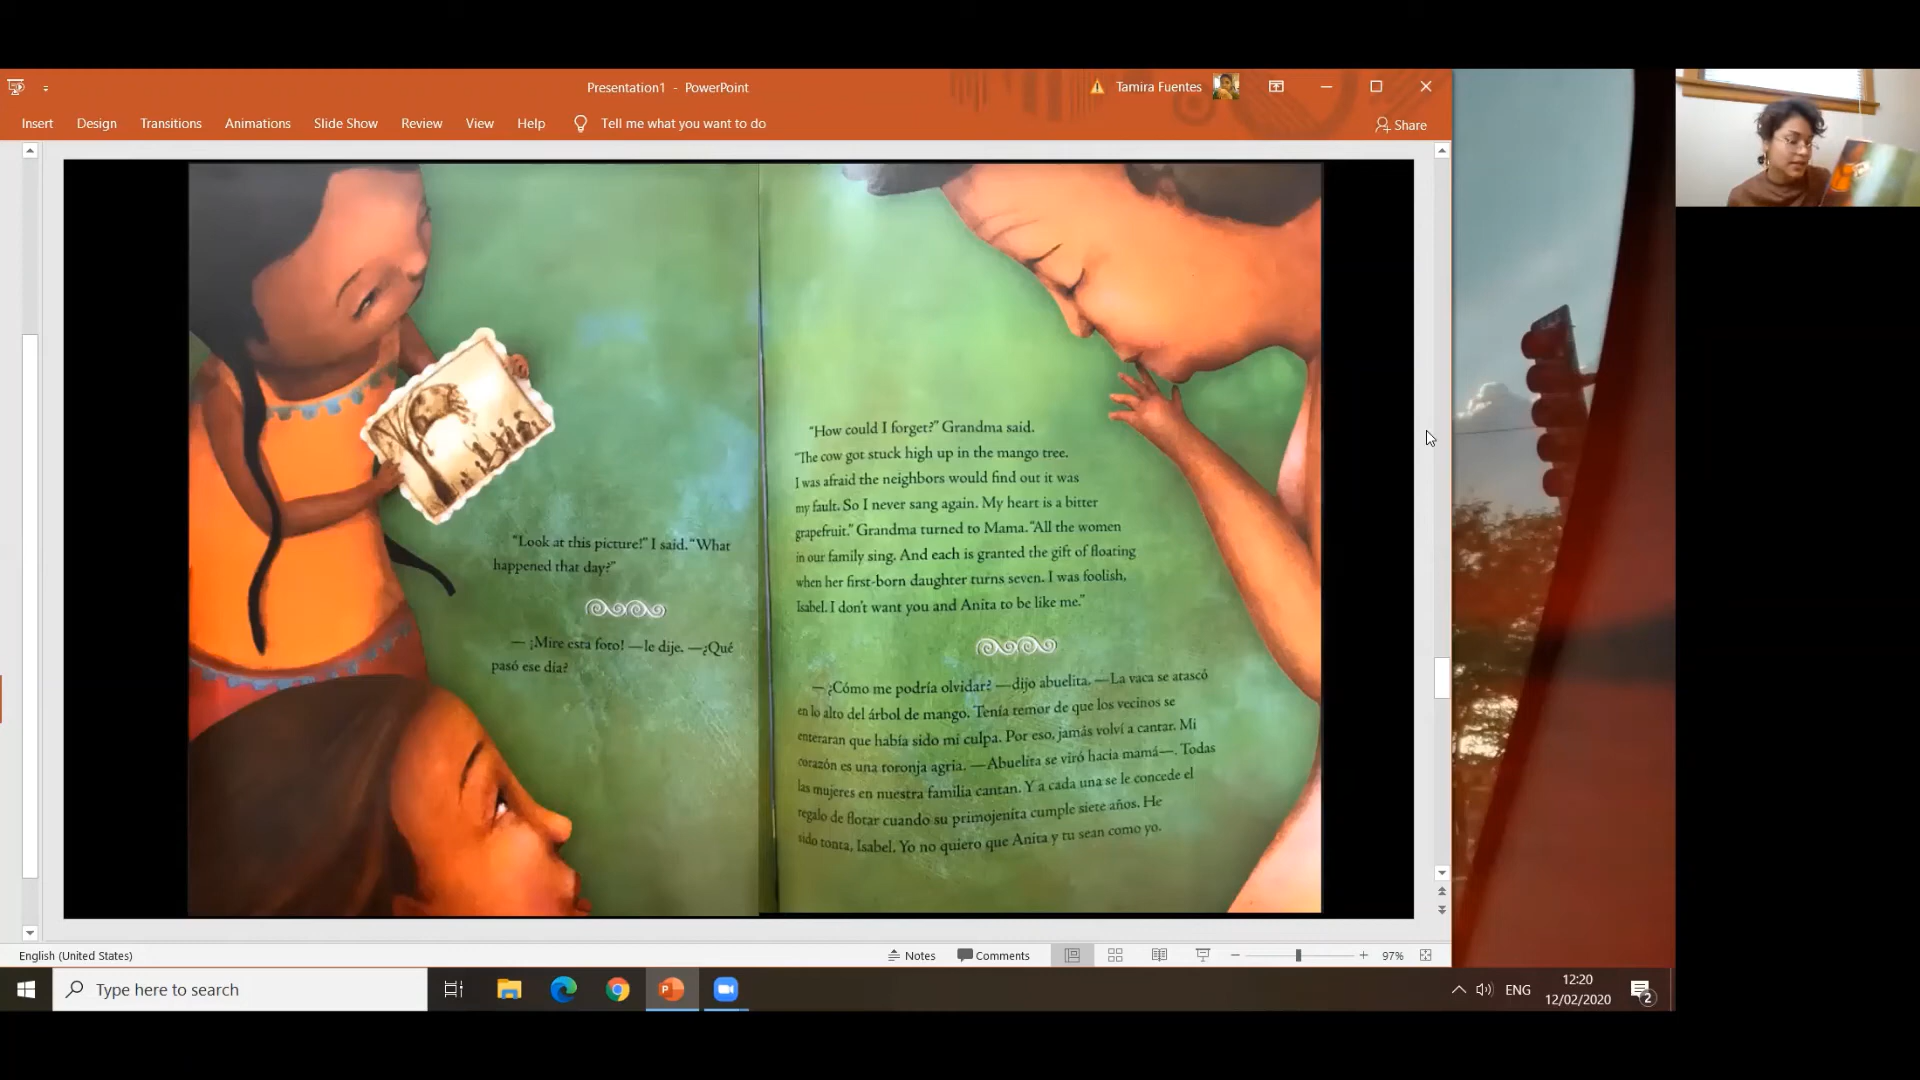 Presentation1 - PowerPoint
Tamira Fuentes
Insert
Design
Transitions
Animations
Slide Show
Review
View
Help
Tell me what you want to do
Share
"Look at this picture!" I said. "What
happened that day?"
— ¡Mire esta foto! —le dije. —¿Qué
pasó ese día?
"How could I forget?" Grandma said.
"The cow got stuck high up in the mango tree.
I was afraid the neighbors would find out it was
my fault. So I never sang again. My heart is a bitter
grapefruit." Grandma turned to Mama. "All the women
in our family sing. And each is granted the gift of floating
when her first-born daughter turns seven. I was foolish,
Isabel. I don't want you and Anita to be like me."
— ¿Cómo me podría olvidar? —dijo abuelita. —La vaca se atascó
en lo alto del árbol de mango. Tenía temor de que los vecinos se
enteraran que había sido mi culpa. Por eso, jamás volví a cantar. Mi
corazón es una toronja agria. —Abuelita se viró hacia mamá—. Todas
las mujeres en nuestra familia cantan. Y a cada una se le concede el
regalo de flotar cuando su primojenita cumple siete años. He
sido tonta, Isabel. Yo no quiero que Anita y tu sean como yo.
English (United States)
Notes
Comments
97%
Type here to search
ENG
12:20
12/02/2020
2